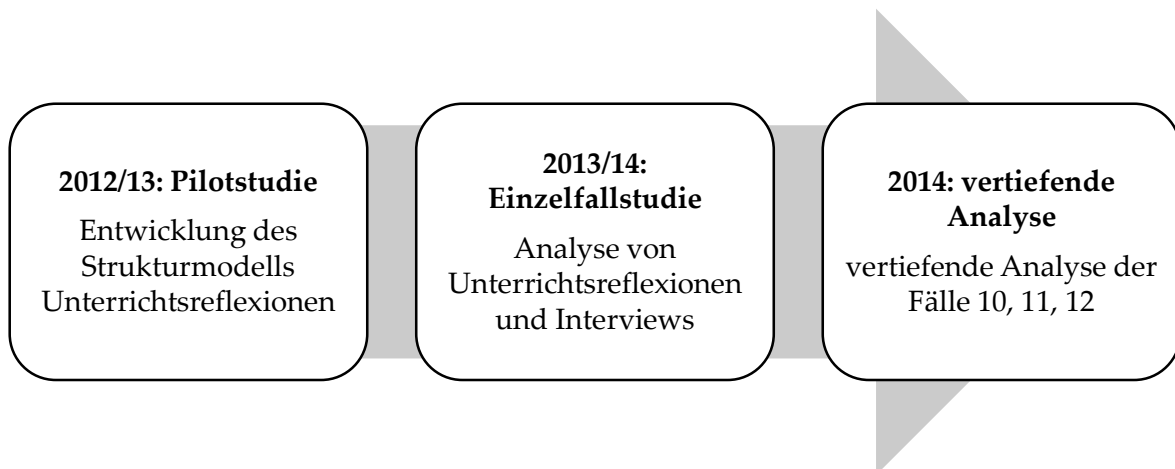 2012/13: Pilotstudie
Entwicklung des
Strukturmodells
Unterrichtsreflexionen
2013/14:
Einzelfallstudie
Analyse von
Unterrichtsreflexionen
und Interviews
2014: vertiefende
Analyse
vertiefende Analyse der
Fälle 10, 11, 12